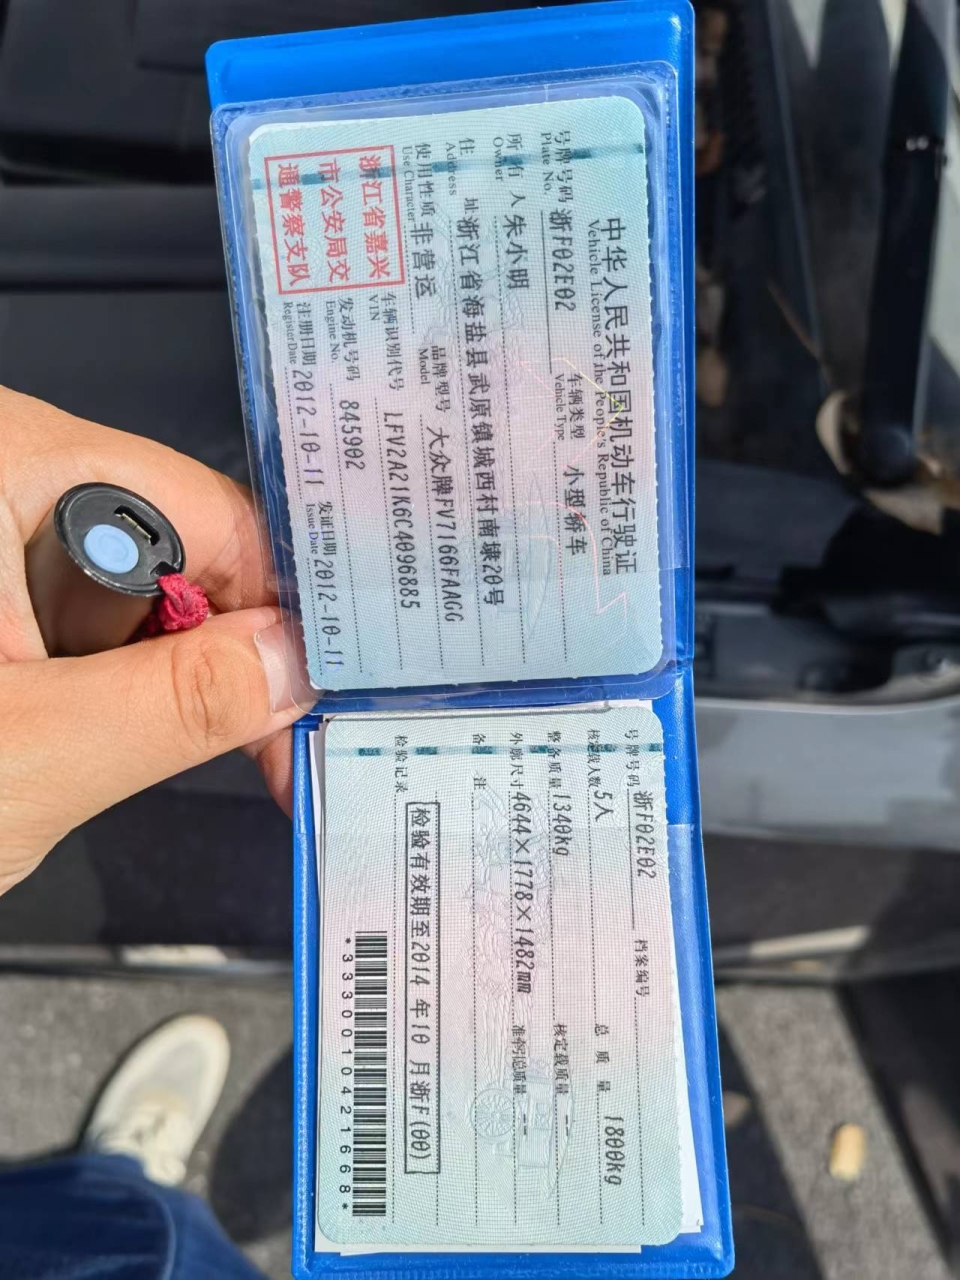 中华人民共和国机动车行驶证
Vehicle License of the People's Republic of China
号牌号码 浙F02E02 车辆类型 小型轿车
Plate No. Vehicle Type
所有人 朱小明
Owner
住址 浙江省海盐县武原镇城西村南塘20号
Address
使用性质 非营运 品牌型号 大众牌FV7166FAAGG
Use Character Model
浙江省嘉兴
市公安局交
通警察支队
车辆识别代号 LFV2A21K6C4096885
VIN
发动机号码 845902
Engine No.
注册日期 2012-10-11 发证日期 2012-10-11
Register Date Issue Date
号牌号码 浙F02E02 档案编号
核定载人数 5人 总质量 1800kg
整备质量 1340kg 核定载质量 --
外廓尺寸 4644×1778×1482mm 准牵引总质量 --
备注
检验记录 检验有效期至2014年10月浙F(00)
*3330010421668*